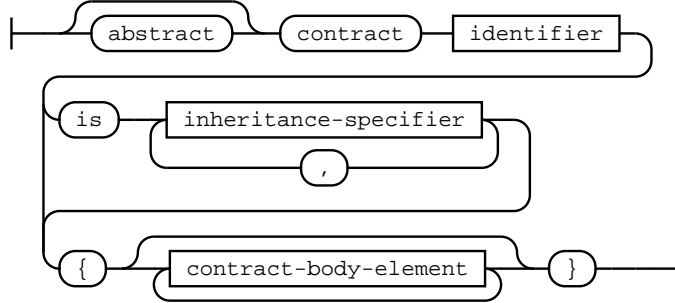 abstract contract identifier
is inheritance-specifier
,
{ contract-body-element }